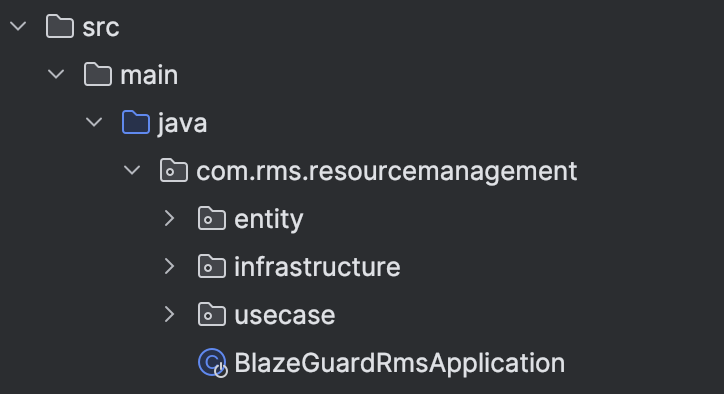 src
main
java
com.rms.resourcemanagement
entity
infrastructure
usecase
BlazeGuardRmsApplication